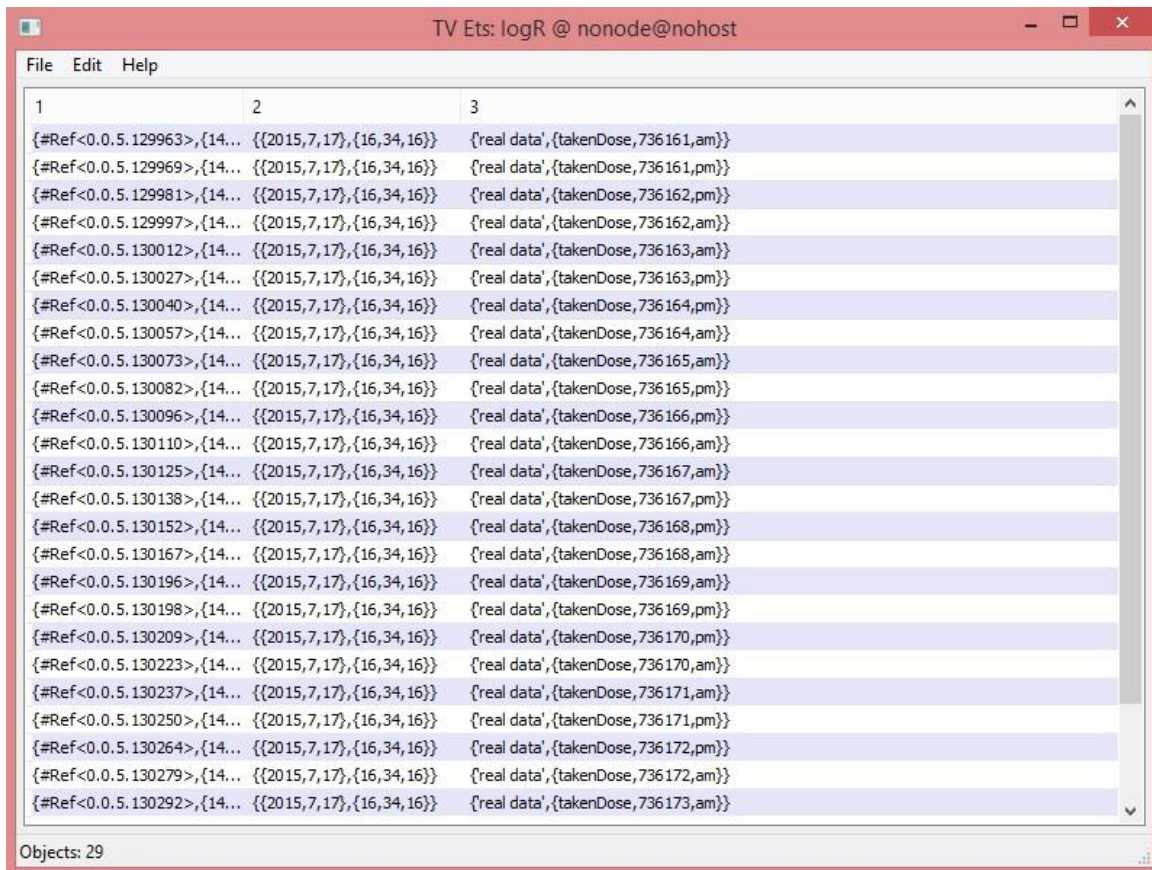 TV Ets: logR @ nonode@nohost
File Edit Help
1 2 3
{#Ref<0.0.5.129963>,{14... {{2015,7,17},{16,34,16}} {'real data',{takenDose,736161,am}}
{#Ref<0.0.5.129969>,{14... {{2015,7,17},{16,34,16}} {'real data',{takenDose,736161,pm}}
{#Ref<0.0.5.129981>,{14... {{2015,7,17},{16,34,16}} {'real data',{takenDose,736162,pm}}
{#Ref<0.0.5.129997>,{14... {{2015,7,17},{16,34,16}} {'real data',{takenDose,736162,am}}
{#Ref<0.0.5.130012>,{14... {{2015,7,17},{16,34,16}} {'real data',{takenDose,736163,am}}
{#Ref<0.0.5.130027>,{14... {{2015,7,17},{16,34,16}} {'real data',{takenDose,736163,pm}}
{#Ref<0.0.5.130040>,{14... {{2015,7,17},{16,34,16}} {'real data',{takenDose,736164,pm}}
{#Ref<0.0.5.130057>,{14... {{2015,7,17},{16,34,16}} {'real data',{takenDose,736164,am}}
{#Ref<0.0.5.130073>,{14... {{2015,7,17},{16,34,16}} {'real data',{takenDose,736165,am}}
{#Ref<0.0.5.130082>,{14... {{2015,7,17},{16,34,16}} {'real data',{takenDose,736165,pm}}
{#Ref<0.0.5.130096>,{14... {{2015,7,17},{16,34,16}} {'real data',{takenDose,736166,pm}}
{#Ref<0.0.5.130110>,{14... {{2015,7,17},{16,34,16}} {'real data',{takenDose,736166,am}}
{#Ref<0.0.5.130125>,{14... {{2015,7,17},{16,34,16}} {'real data',{takenDose,736167,am}}
{#Ref<0.0.5.130138>,{14... {{2015,7,17},{16,34,16}} {'real data',{takenDose,736167,pm}}
{#Ref<0.0.5.130152>,{14... {{2015,7,17},{16,34,16}} {'real data',{takenDose,736168,pm}}
{#Ref<0.0.5.130167>,{14... {{2015,7,17},{16,34,16}} {'real data',{takenDose,736168,am}}
{#Ref<0.0.5.130196>,{14... {{2015,7,17},{16,34,16}} {'real data',{takenDose,736169,am}}
{#Ref<0.0.5.130198>,{14... {{2015,7,17},{16,34,16}} {'real data',{takenDose,736169,pm}}
{#Ref<0.0.5.130209>,{14... {{2015,7,17},{16,34,16}} {'real data',{takenDose,736170,pm}}
{#Ref<0.0.5.130223>,{14... {{2015,7,17},{16,34,16}} {'real data',{takenDose,736170,am}}
{#Ref<0.0.5.130237>,{14... {{2015,7,17},{16,34,16}} {'real data',{takenDose,736171,am}}
{#Ref<0.0.5.130250>,{14... {{2015,7,17},{16,34,16}} {'real data',{takenDose,736171,pm}}
{#Ref<0.0.5.130264>,{14... {{2015,7,17},{16,34,16}} {'real data',{takenDose,736172,pm}}
{#Ref<0.0.5.130279>,{14... {{2015,7,17},{16,34,16}} {'real data',{takenDose,736172,am}}
{#Ref<0.0.5.130292>,{14... {{2015,7,17},{16,34,16}} {'real data',{takenDose,736173,am}}
Objects: 29